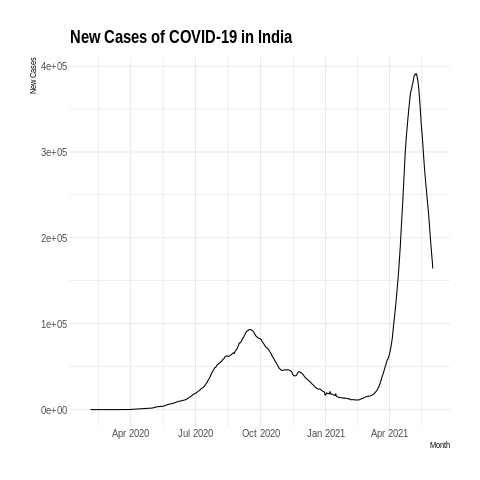 New Cases of COVID-19 in India
New Cases
4e+05
3e+05
2e+05
1e+05
0e+00
Apr 2020 Jul 2020 Oct 2020 Jan 2021 Apr 2021
Month